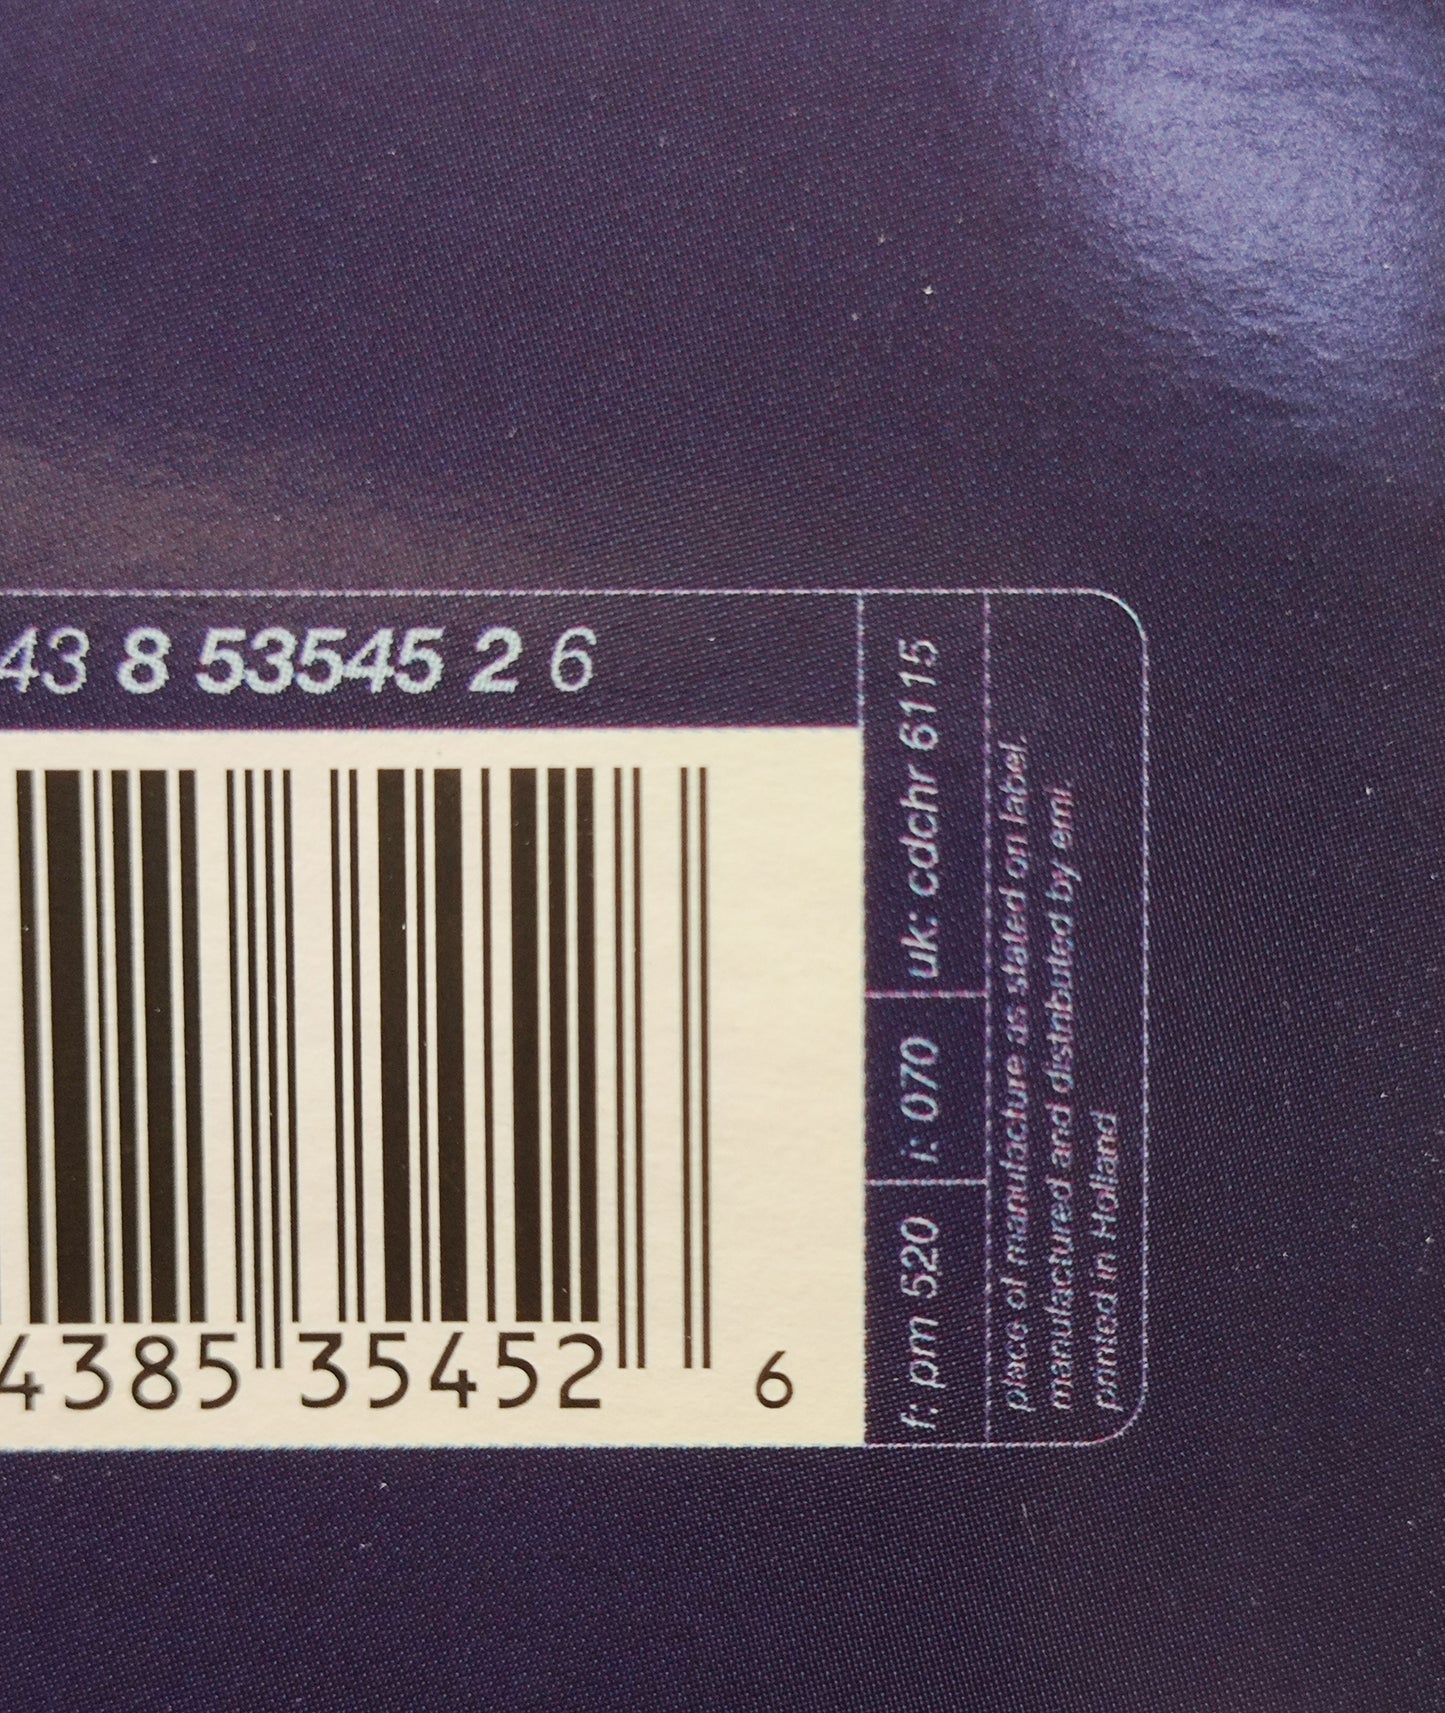 43 8 53545 2 6
4385 35452 6
f: pm 520
i: 070
uk: cdchr 6115
place of manufacture as stated on label.
manufactured and distributed by emi.
printed in Holland